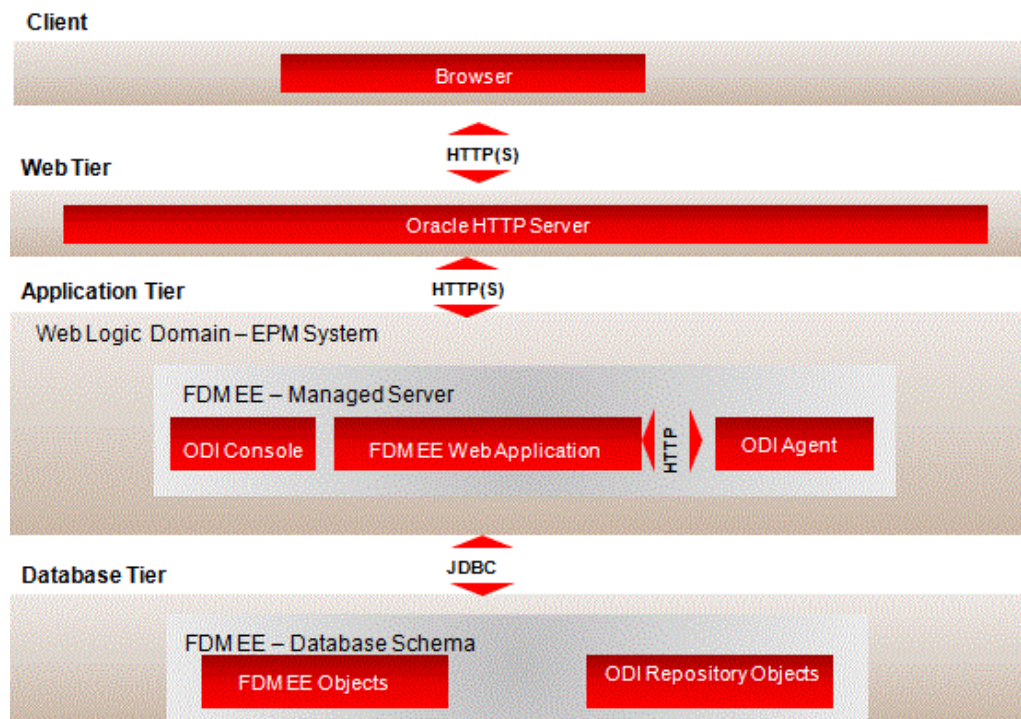 Client
Browser
HTTP(S)
Web Tier
Oracle HTTP Server
Application Tier
HTTP(S)
Web Logic Domain – EPM System
FDM EE – Managed Server
ODI Console
FDM EE Web Application
HTTP
ODI Agent
JDBC
Database Tier
FDM EE – Database Schema
FDM EE Objects
ODI Repository Objects